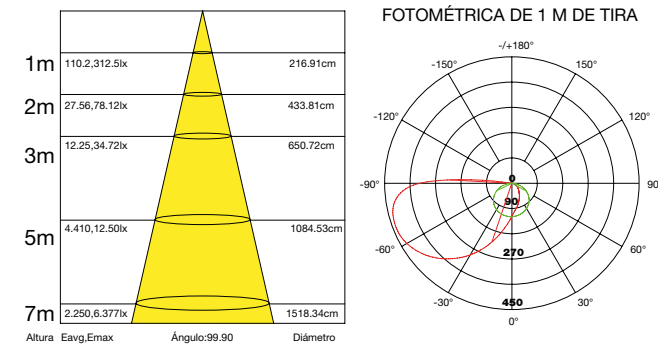 FOTOMÉTRICA DE 1 M DE TIRA
1m 110.2,312.5lx 216.91cm
2m 27.56,78.12lx 433.81cm
3m 12.25,34.72lx 650.72cm
5m 4.410,12.50lx 1084.53cm
7m 2.250,6.377lx 1518.34cm
Altura Eavg,Emax Ángulo:99.90 Diámetro
-/+180°
-150° 150°
-120° 120°
-90° 0 90
90
-60° 60°
270
-30° 450 30°
0°